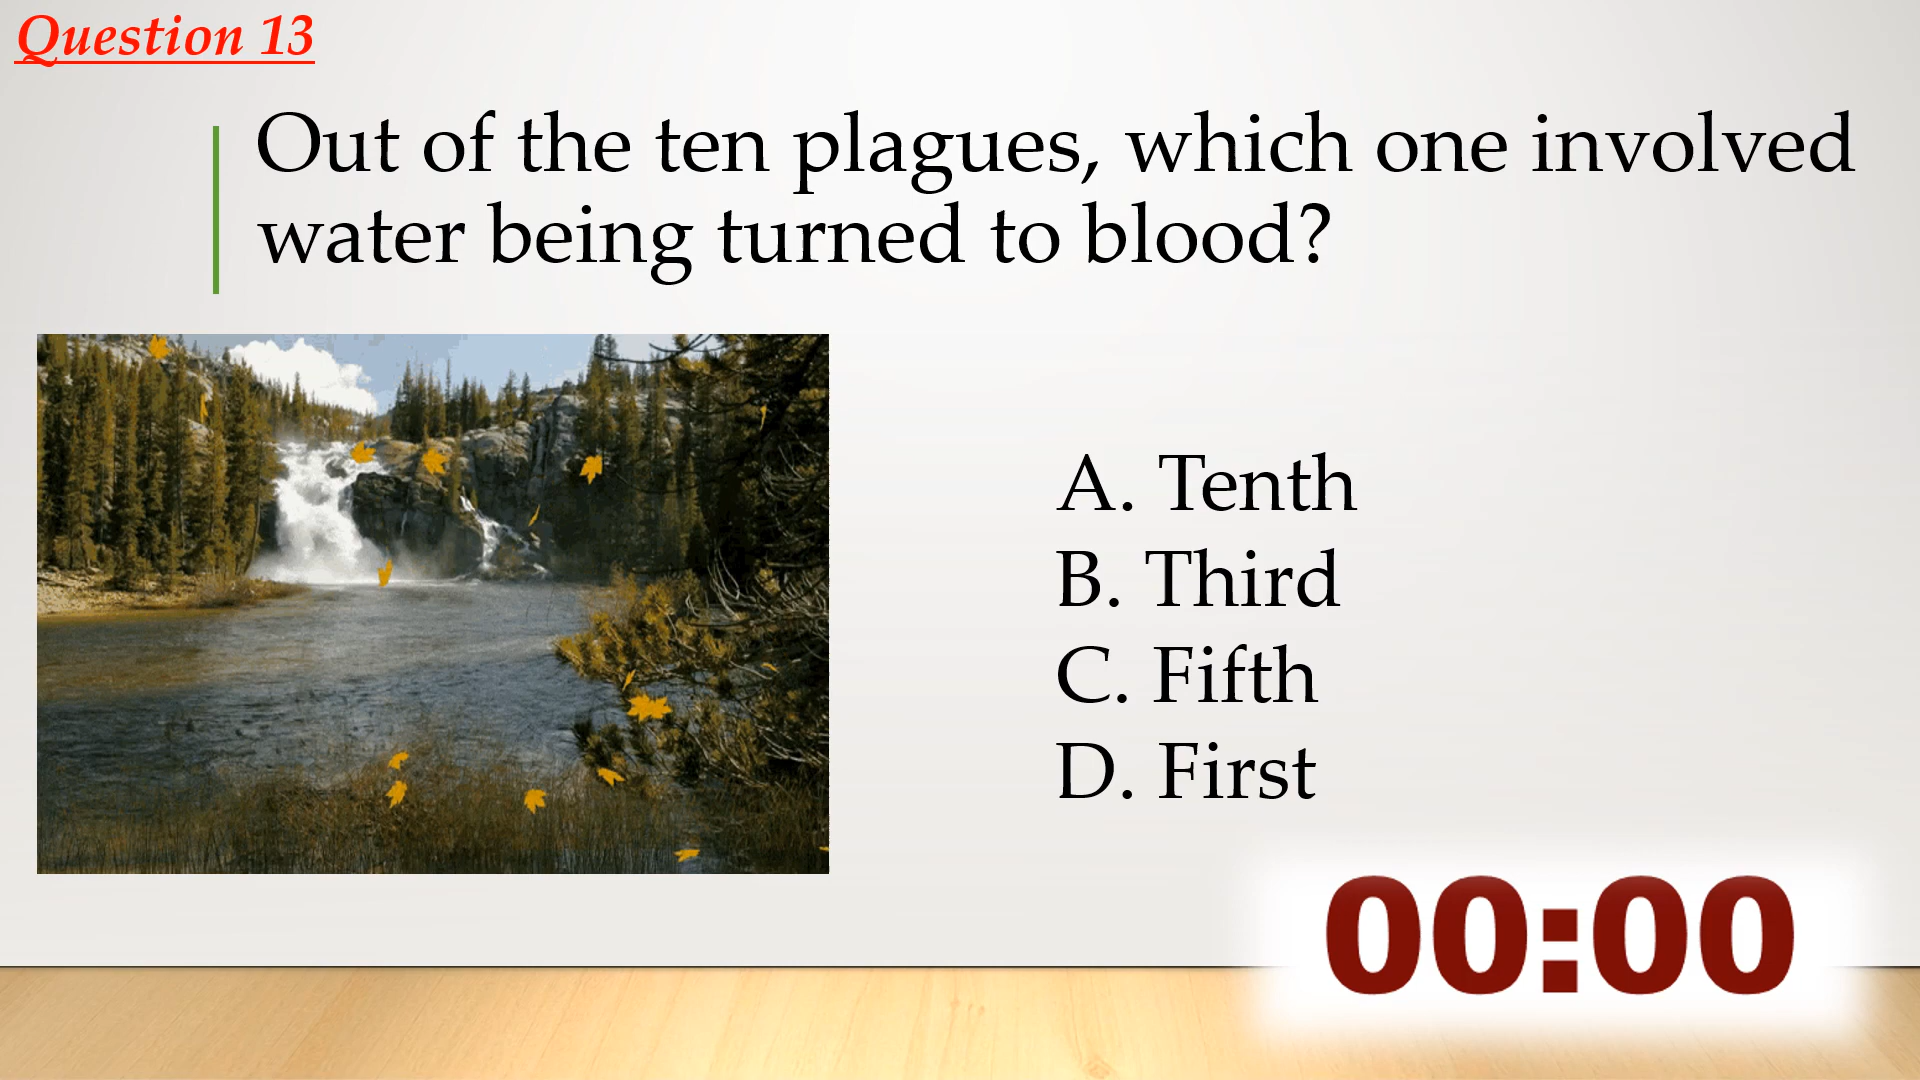 Question 13
Out of the ten plagues, which one involved
water being turned to blood?
A. Tenth
B. Third
C. Fifth
D. First
00:00